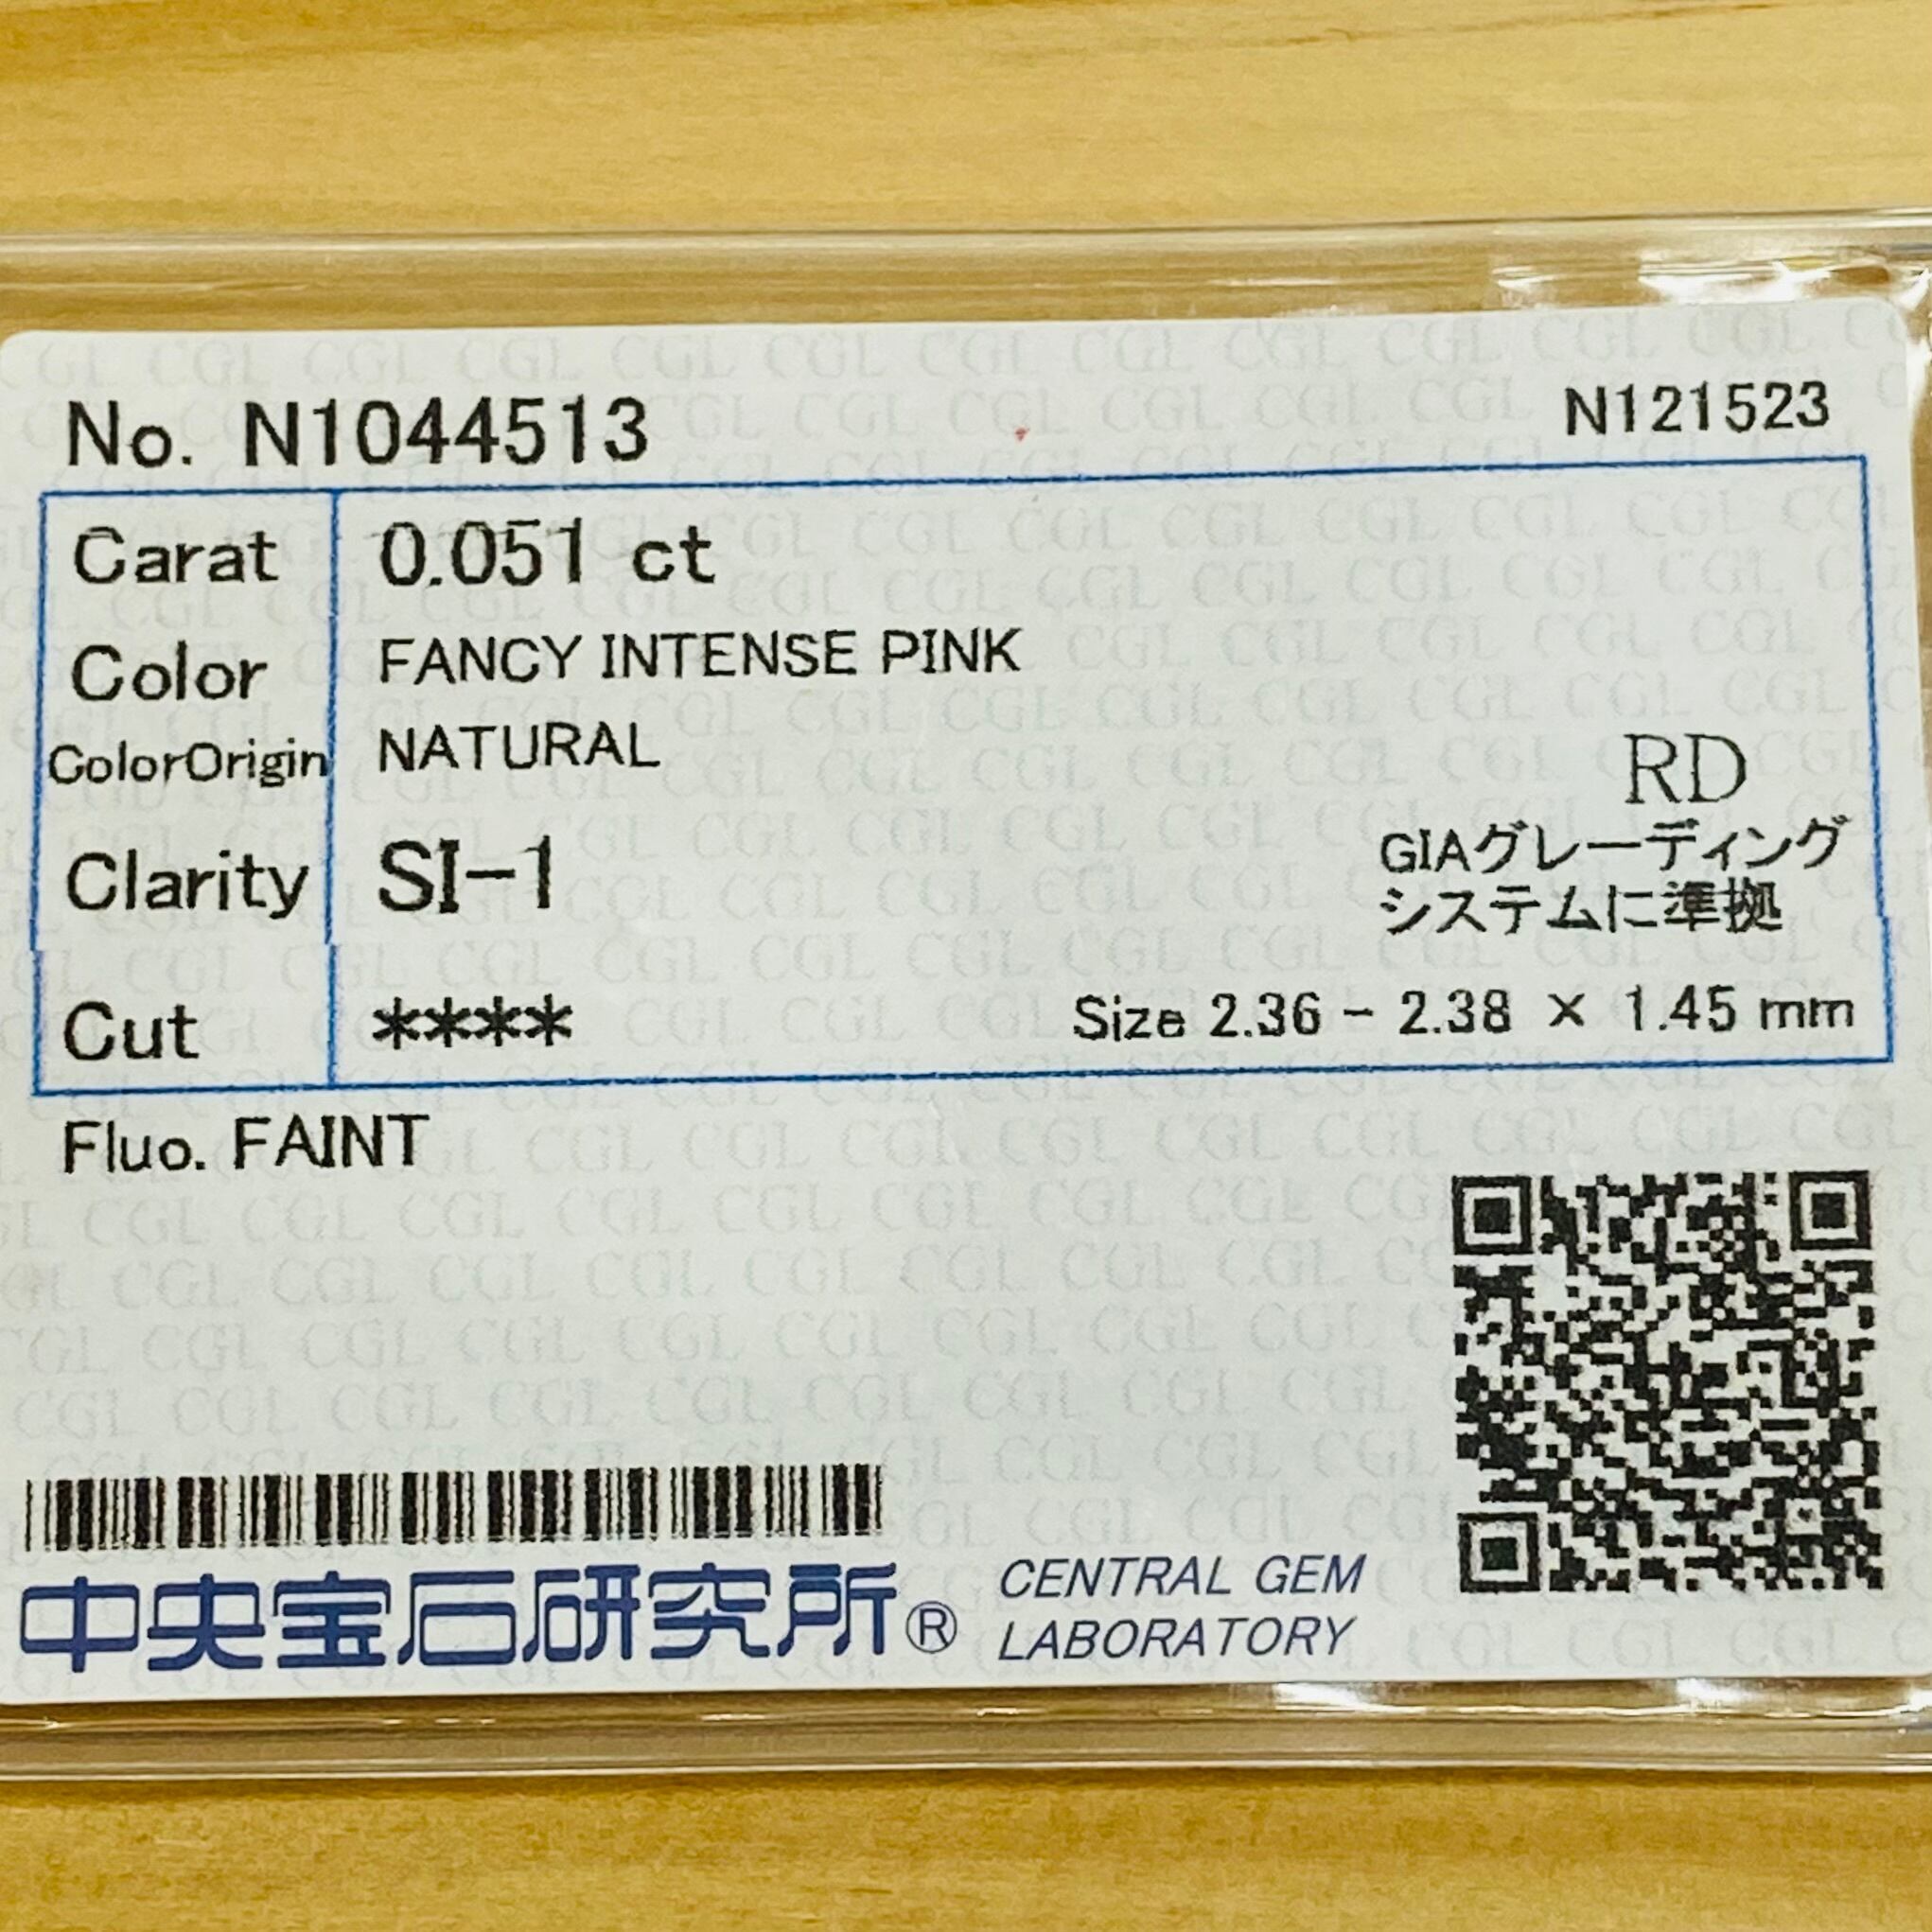 No. N1044513 N121523
Carat 0.051 ct
Color FANCY INTENSE PINK
ColorOrigin NATURAL
RD
Clarity SI-1
GIAグレーディング
システムに準拠
Cut **** Size 2.36 - 2.38 × 1.45 mm
Fluo. FAINT
中央宝石研究所® CENTRAL GEM
LABORATORY